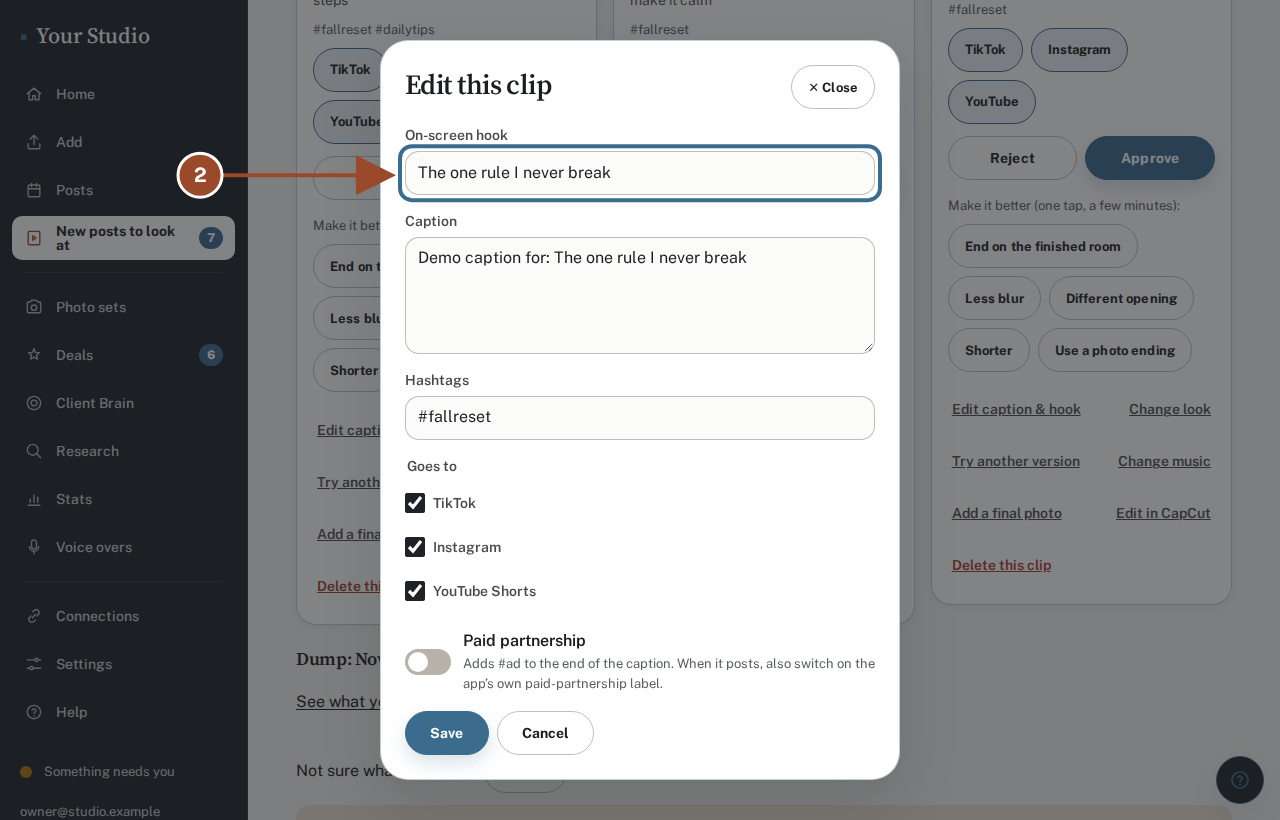 Your Studio
Home
Add
Posts
New posts to look
at
7
Photo sets
Deals
6
Client Brain
Research
Stats
Voice overs
Connections
Settings
Help
Something needs you
owner@studio.example
2
steps
#fallreset #dailytips
TikTok
YouTube
Make it bet
End on t
Less blu
Shorter
Edit capti
Try anoth
Add a fina
Delete thi
Dump: Nov
See what yo
Not sure wha
make it calm
#fallreset
Edit this clip
× Close
On-screen hook
The one rule I never break
Caption
Demo caption for: The one rule I never break
Hashtags
#fallreset
Goes to
TikTok
Instagram
YouTube Shorts
Paid partnership
Adds #ad to the end of the caption. When it posts, also switch on the
app's own paid-partnership label.
Save
Cancel
#fallreset
TikTok
Instagram
YouTube
Reject
Approve
Make it better (one tap, a few minutes):
End on the finished room
Less blur
Different opening
Shorter
Use a photo ending
Edit caption & hook
Change look
Try another version
Change music
Add a final photo
Edit in CapCut
Delete this clip